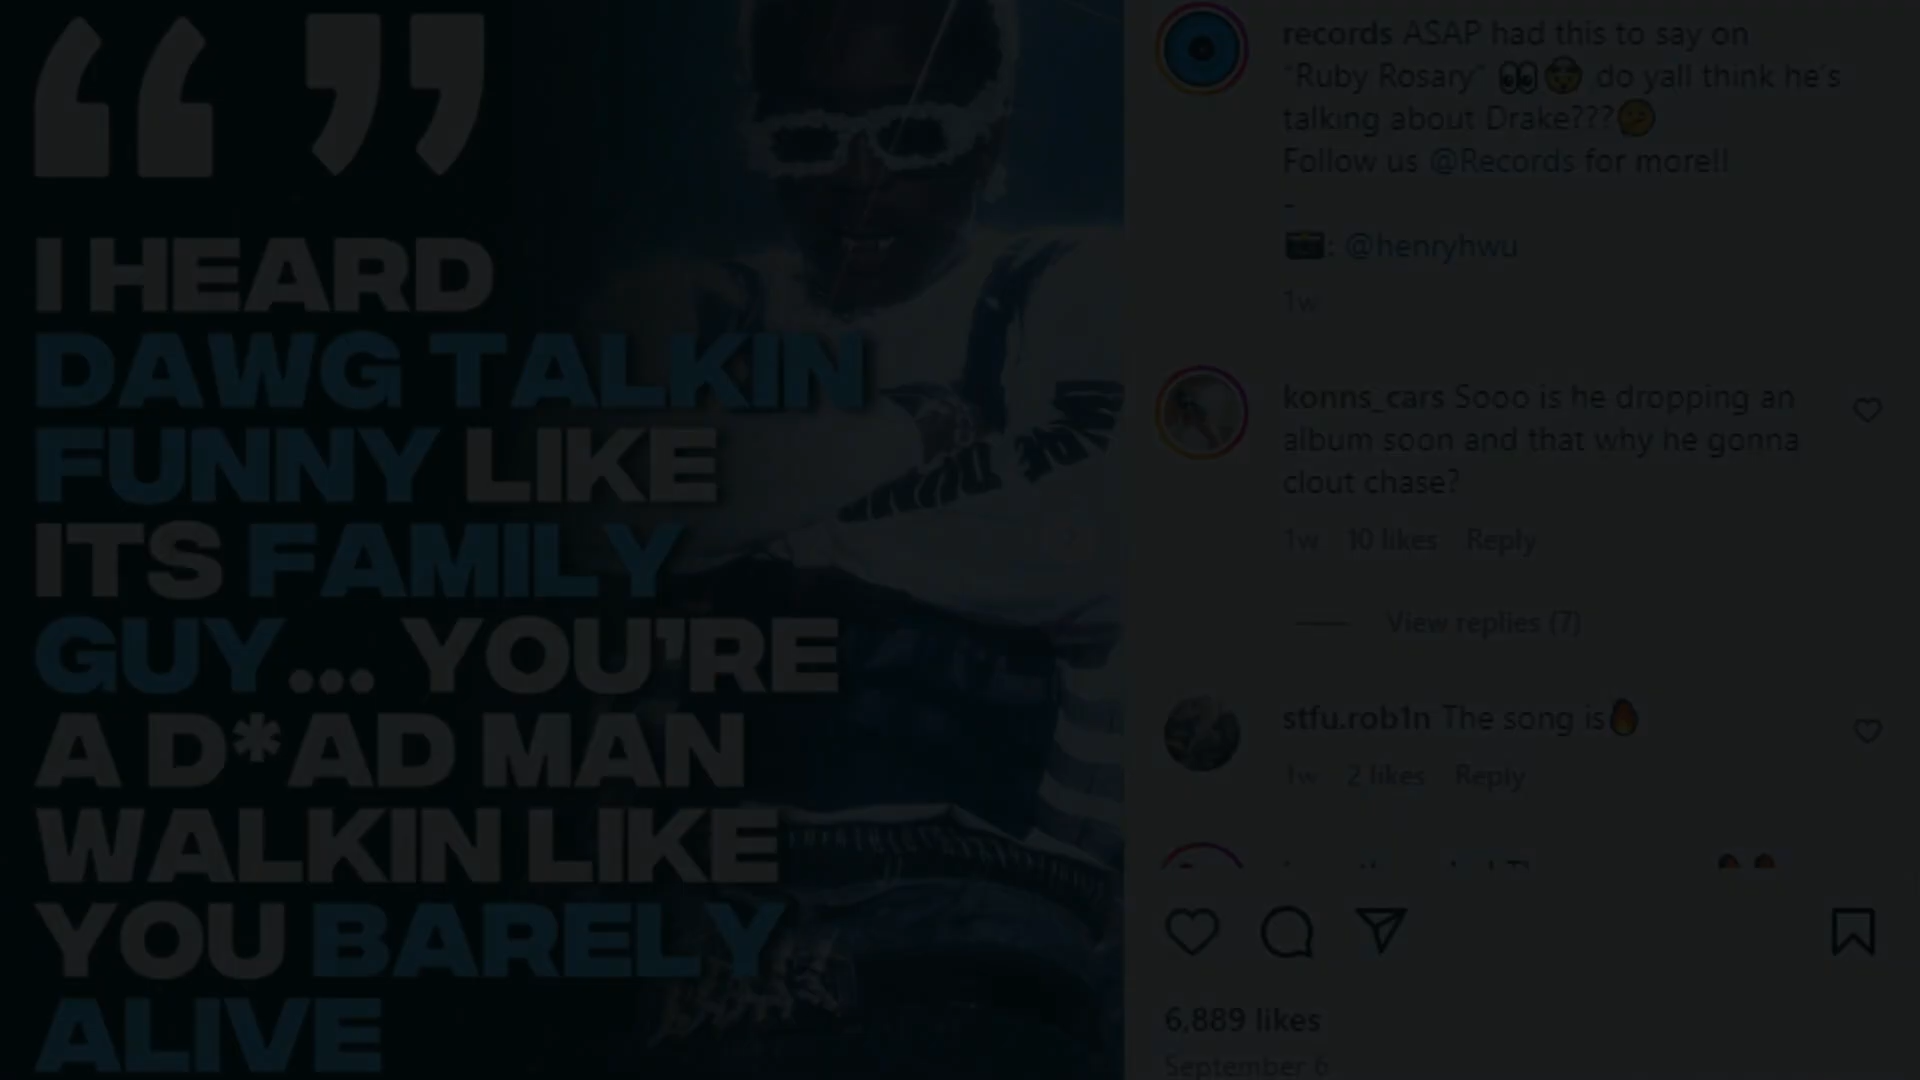 “ ”
I HEARD
DAWG TALKIN
FUNNY LIKE
ITS FAMILY
GUY... YOU'RE
A D*AD MAN
WALKIN LIKE
YOU BARELY
ALIVE
records ASAP had this to say on
"Ruby Rosary" 👀🤯 do yall think he's
talking about Drake???🤔
Follow us @Records for more!!
-
📷: @henryhwu
1w
konns_cars Sooo is he dropping an
album soon and that why he gonna
clout chase?
1w 10 likes Reply
View replies (7)
stfu.rob1n The song is🔥
1w 2 likes Reply
6,889 likes
September 6